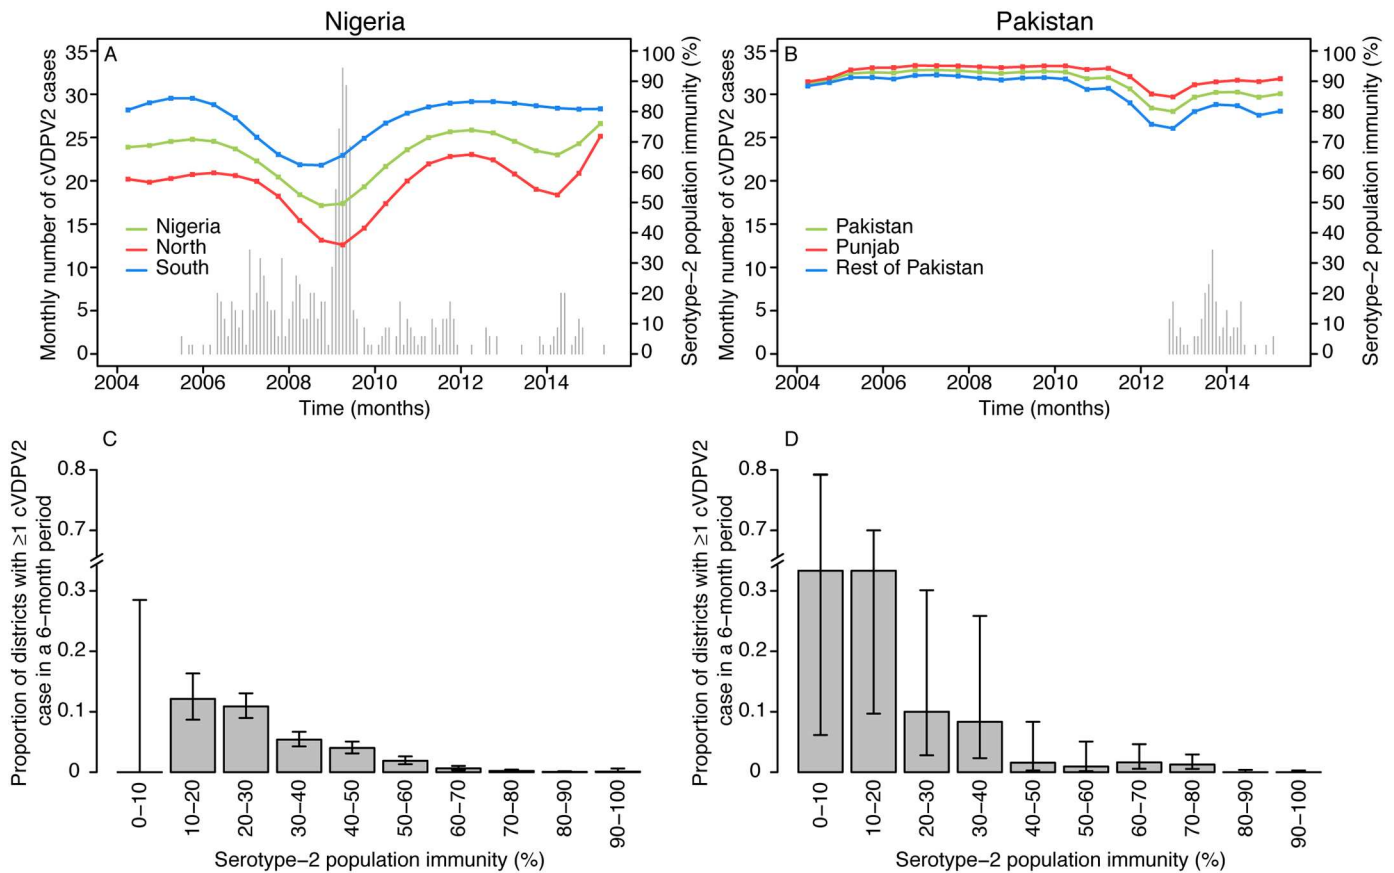 Nigeria
Pakistan
A
B
Monthly number of cVDPV2 cases
35
30
25
20
15
10
5
0
100
90
80
70
60
50
40
30
20
10
0
Serotype−2 population immunity (%)
Nigeria
North
South
2004 2006 2008 2010 2012 2014
Time (months)
Monthly number of cVDPV2 cases
35
30
25
20
15
10
5
0
100
90
80
70
60
50
40
30
20
10
0
Serotype−2 population immunity (%)
Pakistan
Punjab
Rest of Pakistan
2004 2006 2008 2010 2012 2014
Time (months)
C
Proportion of districts with ≥1 cVDPV2
case in a 6−month period
0.8
0.7
0.3
0.2
0.1
0
0−10 10−20 20−30 30−40 40−50 50−60 60−70 70−80 80−90 90−100
Serotype−2 population immunity (%)
D
Proportion of districts with ≥1 cVDPV2
case in a 6−month period
0.8
0.7
0.3
0.2
0.1
0
0−10 10−20 20−30 30−40 40−50 50−60 60−70 70−80 80−90 90−100
Serotype−2 population immunity (%)